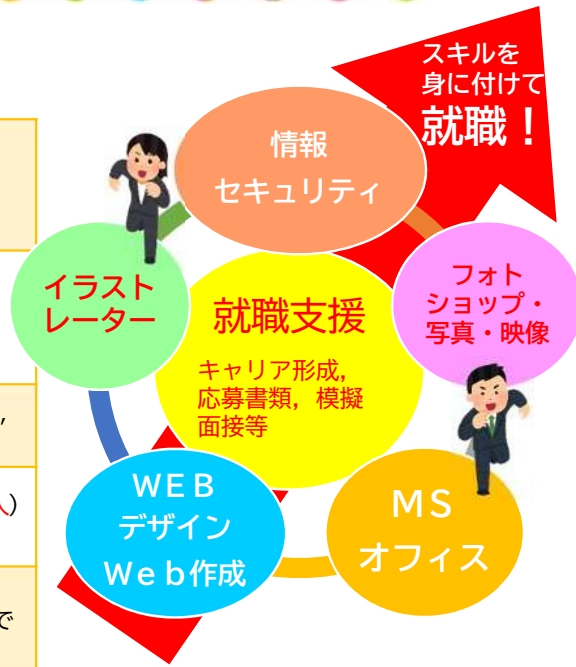 スキルを
身に付けて
就職！
情報
セキュリティ
イラスト
レーター
フォト
ショップ・
写真・映像
就職支援
キャリア形成，
応募書類，模擬
面接等
ＷＥＢ
デザイン
Ｗｅｂ作成
ＭＳ
オフィス
人）
で